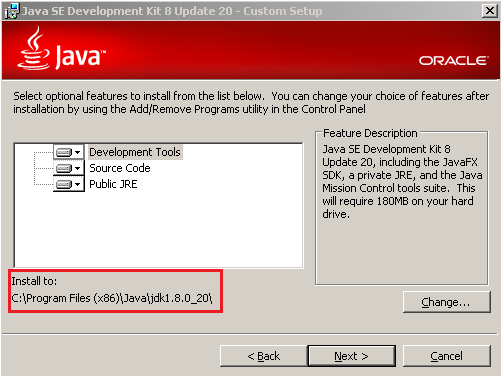 Java SE Development Kit 8 Update 20 - Custom Setup
Java™
ORACLE
Select optional features to install from the list below. You can change your choice of features after
installation by using the Add/Remove Programs utility in the Control Panel
Development Tools
Source Code
Public JRE
Feature Description
Java SE Development Kit 8
Update 20, including the JavaFX
SDK, a private JRE, and the Java
Mission Control tools suite. This
will require 180MB on your hard
drive.
Install to:
C:\Program Files (x86)\Java\jdk1.8.0_20\
Change...
< Back
Next >
Cancel